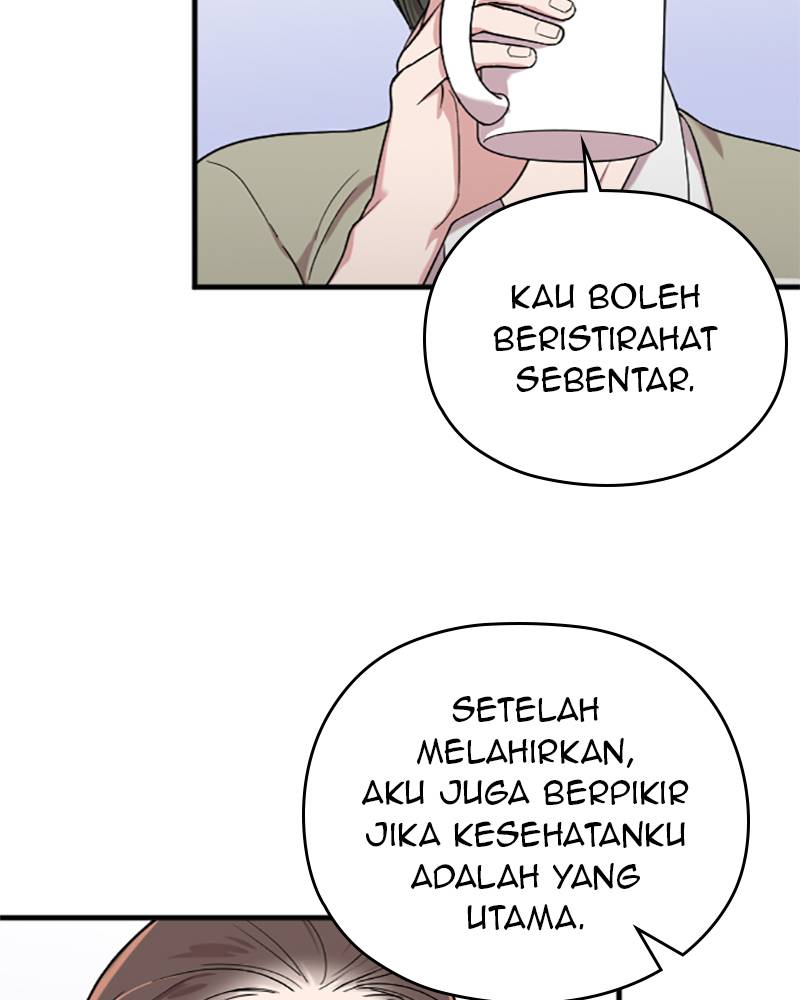 KAU BOLEH
BERISTIRAHAT
SEBENTAR.
SETELAH
MELAHIRKAN,
AKU JUGA BERPIKIR
JIKA KESEHATANKU
ADALAH YANG
UTAMA.